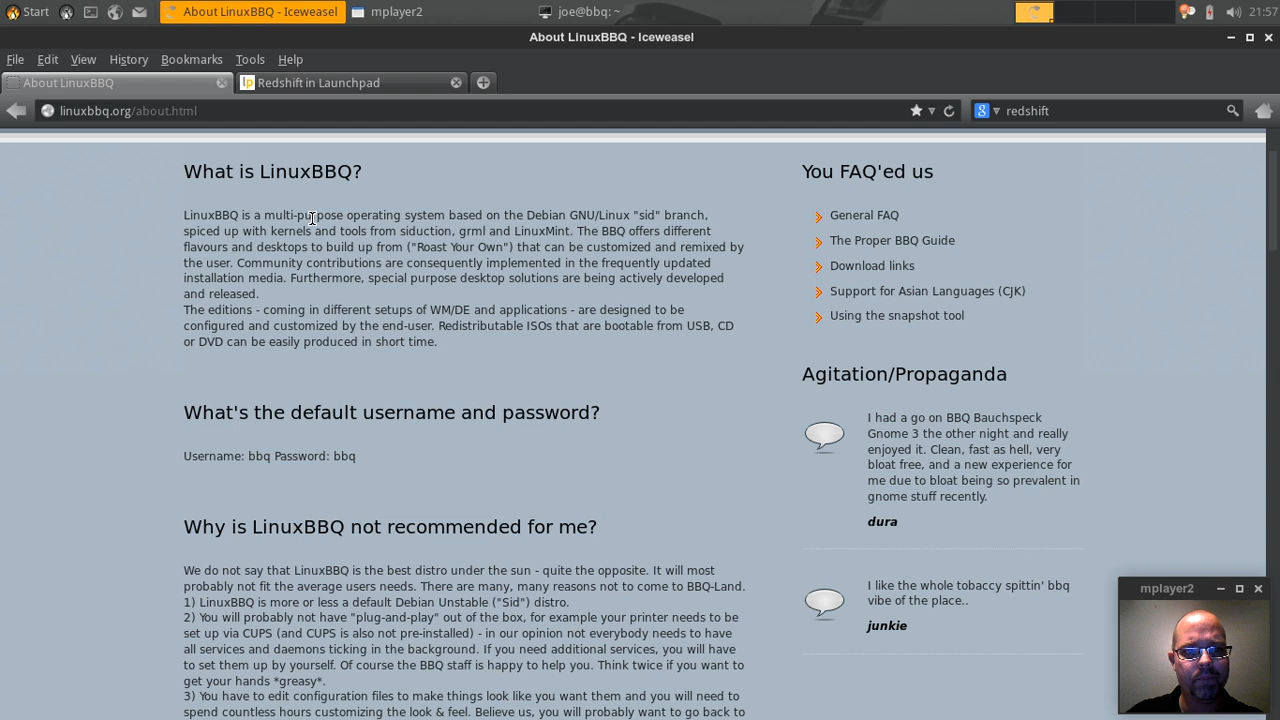 Start
About LinuxBBQ - Iceweasel
mplayer2
joe@bbq: ~
21:57
About LinuxBBQ - Iceweasel
File Edit View History Bookmarks Tools Help
About LinuxBBQ
Redshift in Launchpad
linuxbbq.org/about.html
redshift
What is LinuxBBQ?
LinuxBBQ is a multi-purpose operating system based on the Debian GNU/Linux "sid" branch,
spiced up with kernels and tools from siduction, grml and LinuxMint. The BBQ offers different
flavours and desktops to build up from ("Roast Your Own") that can be customized and remixed by
the user. Community contributions are consequently implemented in the frequently updated
installation media. Furthermore, special purpose desktop solutions are being actively developed
and released.
The editions - coming in different setups of WM/DE and applications - are designed to be
configured and customized by the end-user. Redistributable ISOs that are bootable from USB, CD
or DVD can be easily produced in short time.
What's the default username and password?
Username: bbq Password: bbq
Why is LinuxBBQ not recommended for me?
We do not say that LinuxBBQ is the best distro under the sun - quite the opposite. It will most
probably not fit the average users needs. There are many, many reasons not to come to BBQ-Land.
1) LinuxBBQ is more or less a default Debian Unstable ("Sid") distro.
2) You will probably not have "plug-and-play" out of the box, for example your printer needs to be
set up via CUPS (and CUPS is also not pre-installed) - in our opinion not everybody needs to have
all services and daemons ticking in the background. If you need additional services, you will have
to set them up by yourself. Of course the BBQ staff is happy to help you. Think twice if you want to
get your hands *greasy*.
3) You have to edit configuration files to make things look like you want them and you will need to
spend countless hours customizing the look & feel. Believe us, you will probably want to go back to
You FAQ'ed us
General FAQ
The Proper BBQ Guide
Download links
Support for Asian Languages (CJK)
Using the snapshot tool
Agitation/Propaganda
I had a go on BBQ Bauchspeck
Gnome 3 the other night and really
enjoyed it. Clean, fast as hell, very
bloat free, and a new experience for
me due to bloat being so prevalent in
gnome stuff recently.
dura
I like the whole tobaccy spittin' bbq
vibe of the place..
junkie
mplayer2